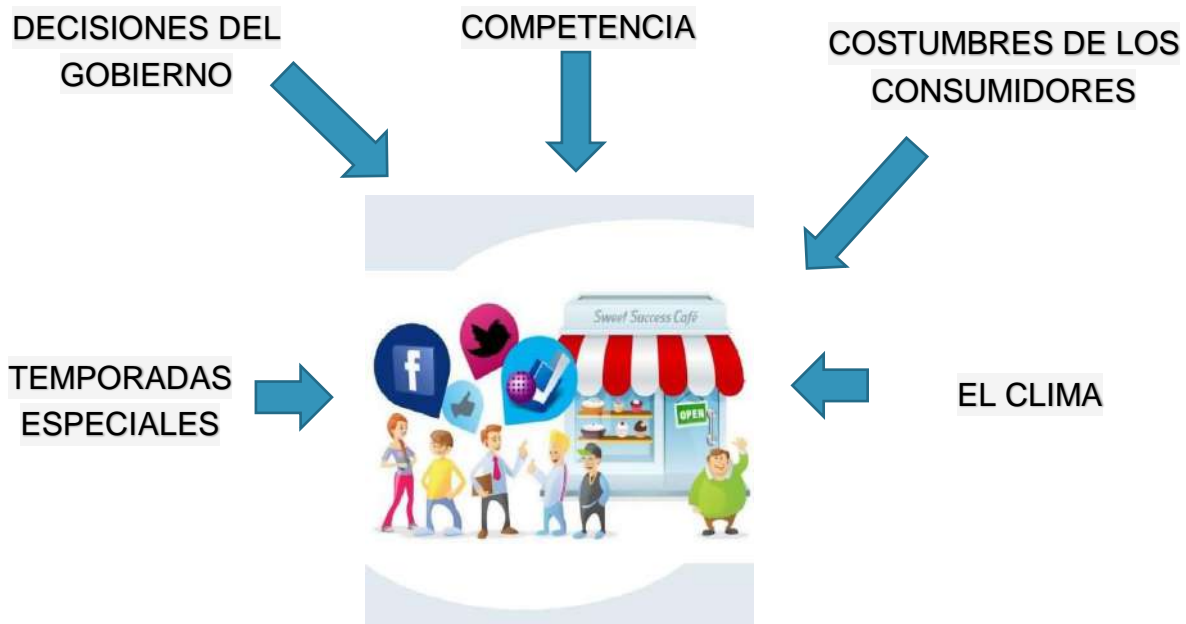 DECISIONES DEL
GOBIERNO
COMPETENCIA
COSTUMBRES DE LOS
CONSUMIDORES
TEMPORADAS
ESPECIALES
EL CLIMA
Sweet Success Café
f
OPEN